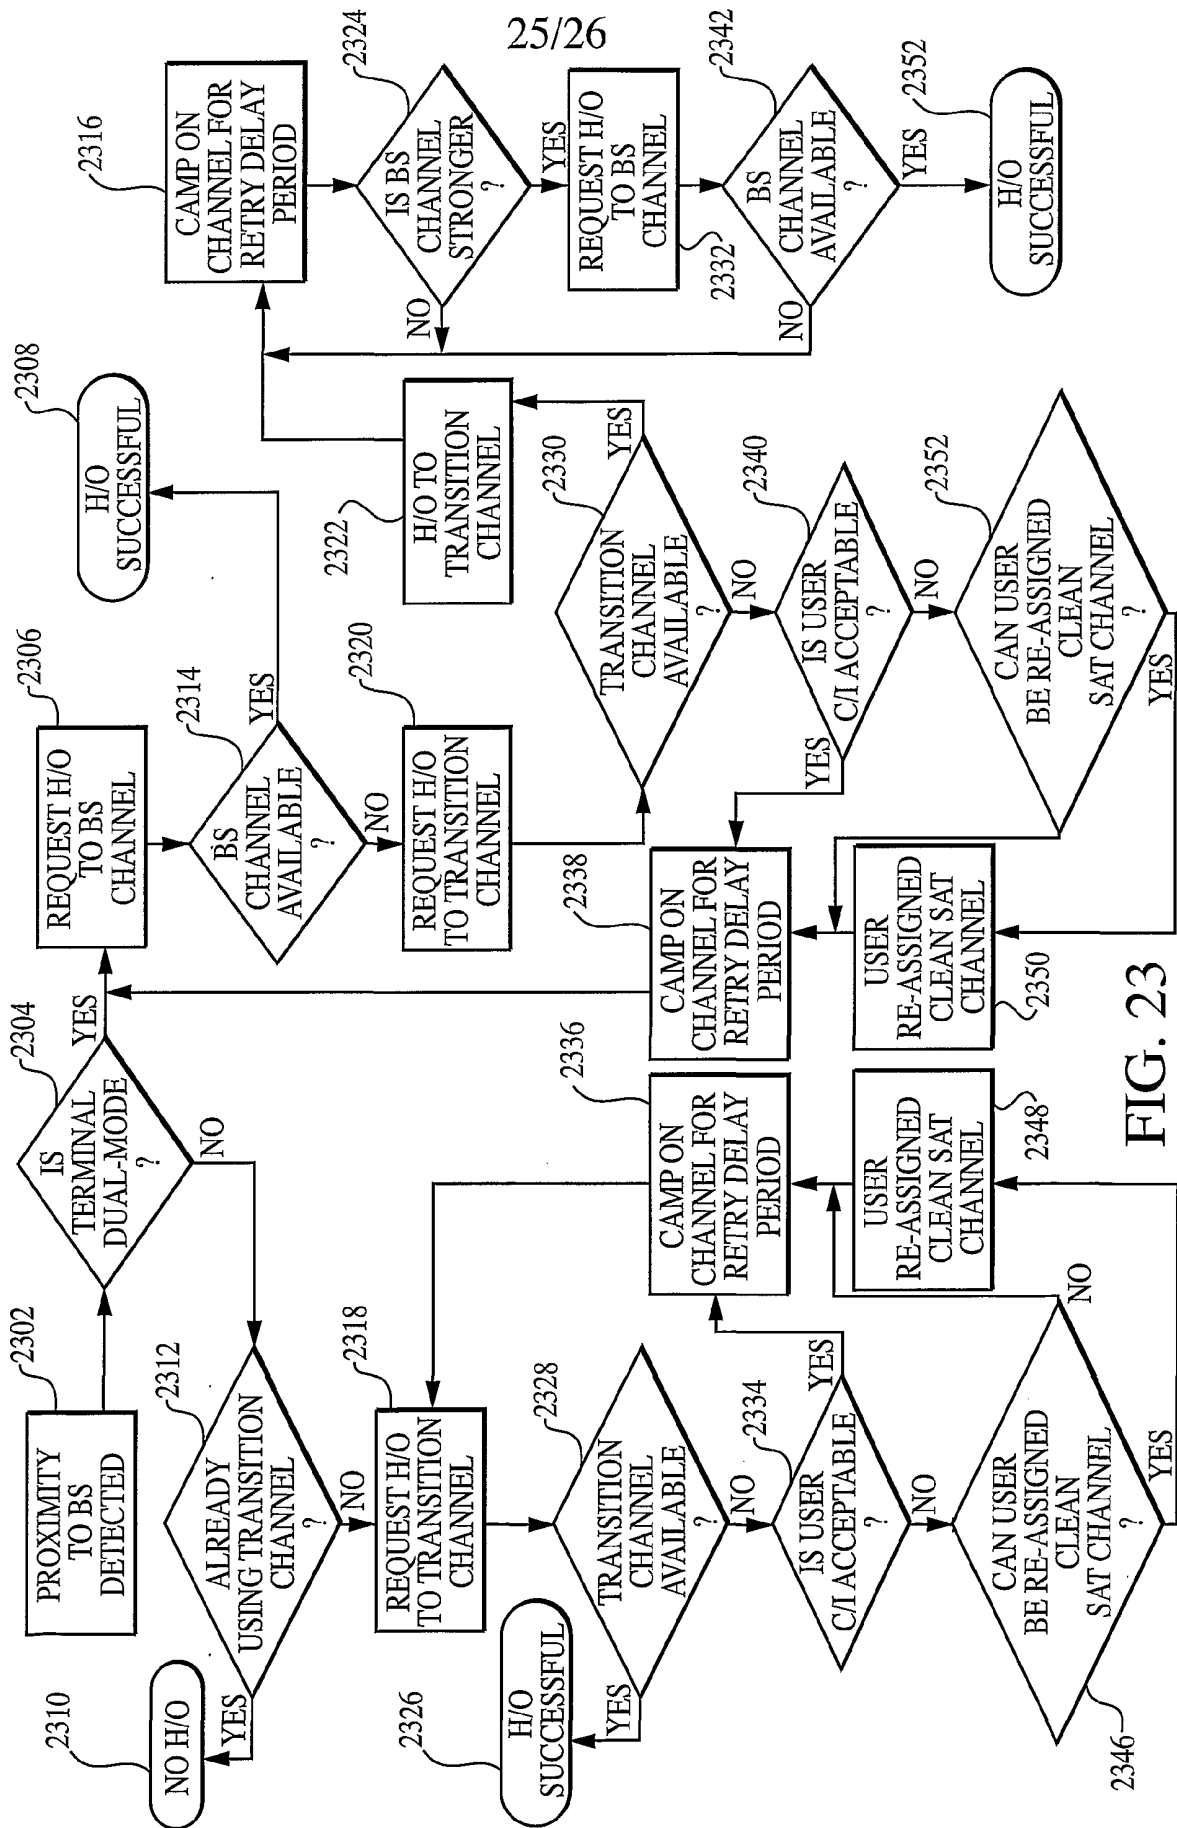 25/26
2302
PROXIMITY
TO BS
DETECTED
2304
IS
TERMINAL
DUAL-MODE
?
YES
NO
2306
REQUEST H/O
TO BS
CHANNEL
2308
H/O
SUCCESSFUL
2310
NO H/O
YES
2312
ALREADY
USING TRANSITION
CHANNEL
?
NO
2314
BS
CHANNEL
AVAILABLE
?
YES
NO
2316
CAMP ON
CHANNEL FOR
RETRY DELAY
PERIOD
2318
REQUEST H/O
TO TRANSITION
CHANNEL
2320
REQUEST H/O
TO TRANSITION
CHANNEL
2322
H/O TO
TRANSITION
CHANNEL
2324
IS BS
CHANNEL
STRONGER
?
NO
YES
2326
H/O
SUCCESSFUL
YES
2328
TRANSITION
CHANNEL
AVAILABLE
?
NO
2330
TRANSITION
CHANNEL
AVAILABLE
?
YES
NO
2332
REQUEST H/O
TO BS
CHANNEL
2334
IS USER
C/I ACCEPTABLE
?
YES
NO
2336
CAMP ON
CHANNEL FOR
RETRY DELAY
PERIOD
2338
CAMP ON
CHANNEL FOR
RETRY DELAY
PERIOD
2340
IS USER
C/I ACCEPTABLE
?
YES
NO
2342
BS
CHANNEL
AVAILABLE
?
NO
YES
2346
CAN USER
BE RE-ASSIGNED
CLEAN
SAT CHANNEL
?
NO
YES
2348
USER
RE-ASSIGNED
CLEAN SAT
CHANNEL
2350
USER
RE-ASSIGNED
CLEAN SAT
CHANNEL
2352
CAN USER
BE RE-ASSIGNED
CLEAN
SAT CHANNEL
?
YES
2352
H/O
SUCCESSFUL
FIG. 23